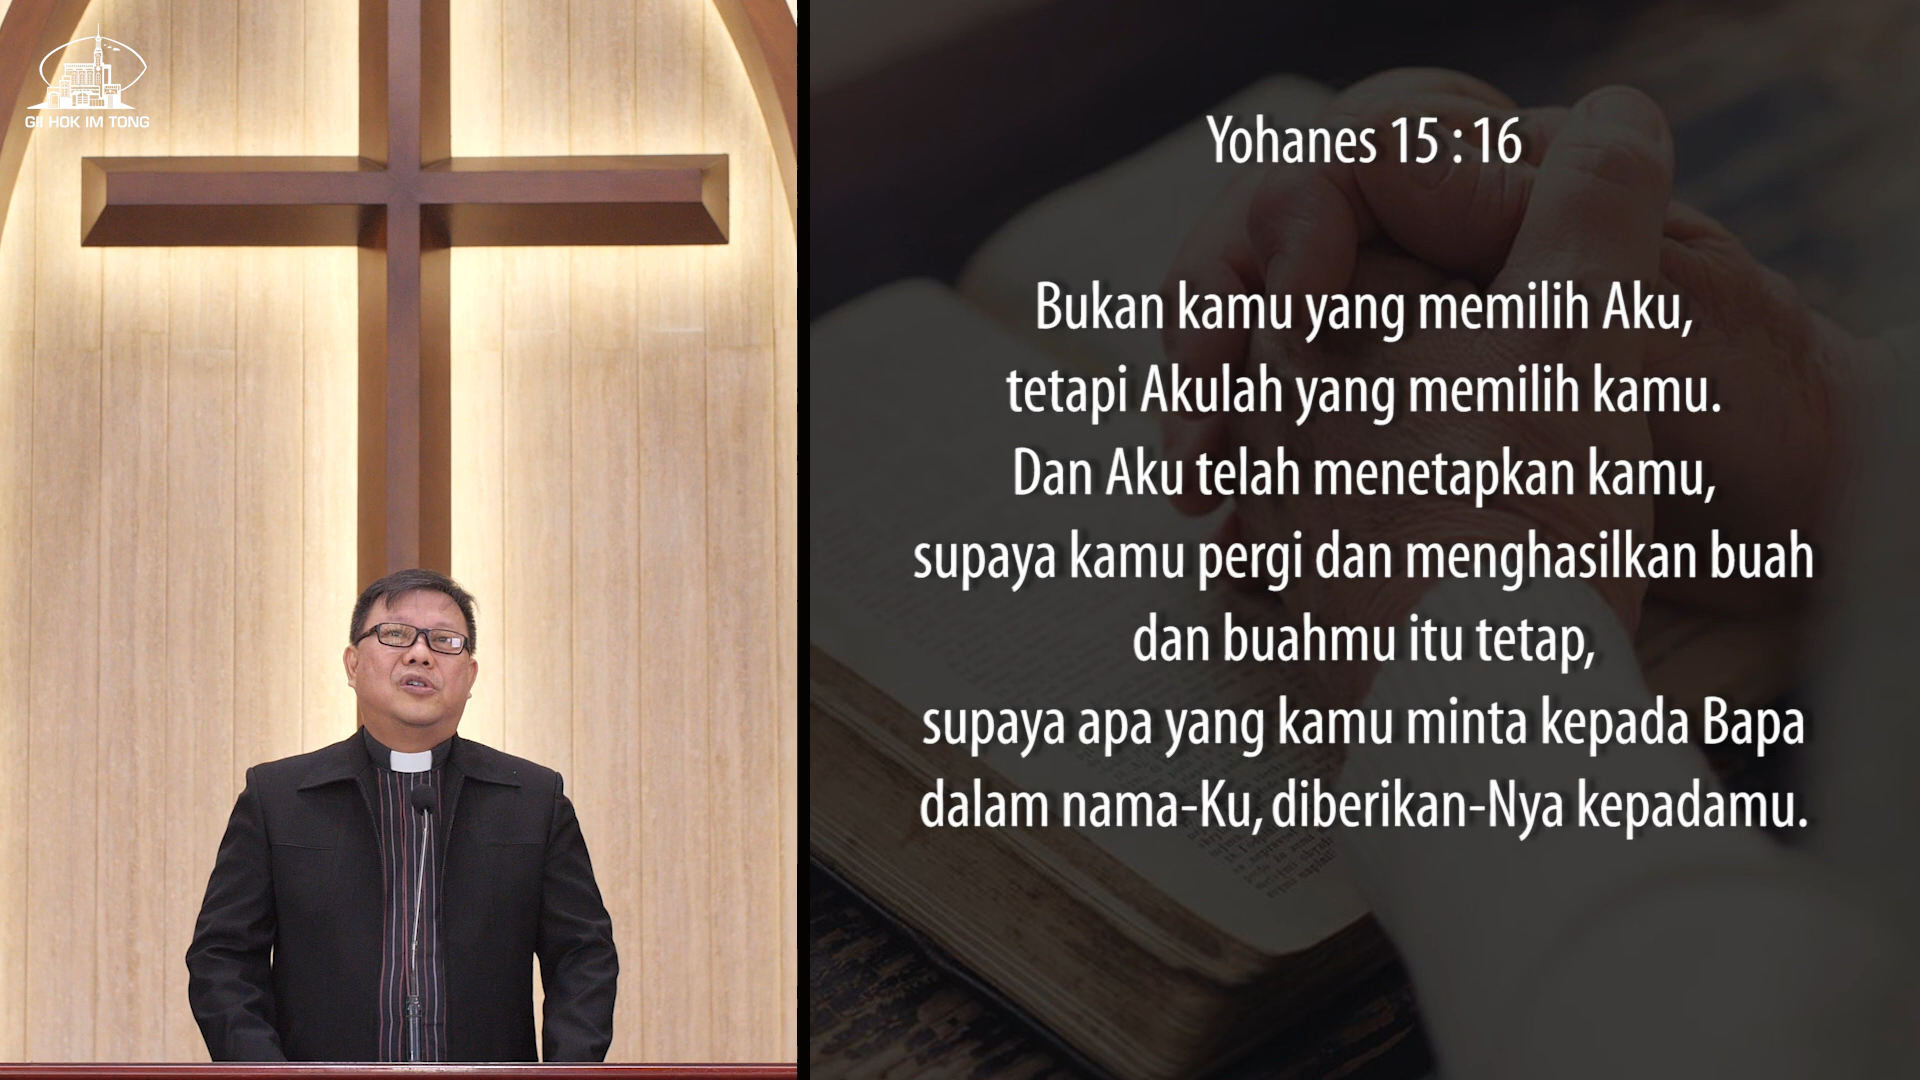 GII HOK IM TONG
Yohanes 15 : 16
Bukan kamu yang memilih Aku,
tetapi Akulah yang memilih kamu.
Dan Aku telah menetapkan kamu,
supaya kamu pergi dan menghasilkan buah
dan buahmu itu tetap,
supaya apa yang kamu minta kepada Bapa
dalam nama-Ku, diberikan-Nya kepadamu.